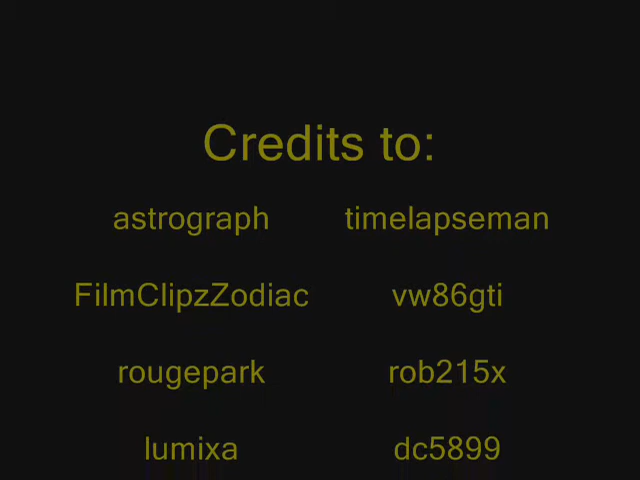 Credits to:
astrograph timelapseman
FilmClipzZodiac vw86gti
rougepark rob215x
lumixa dc5899